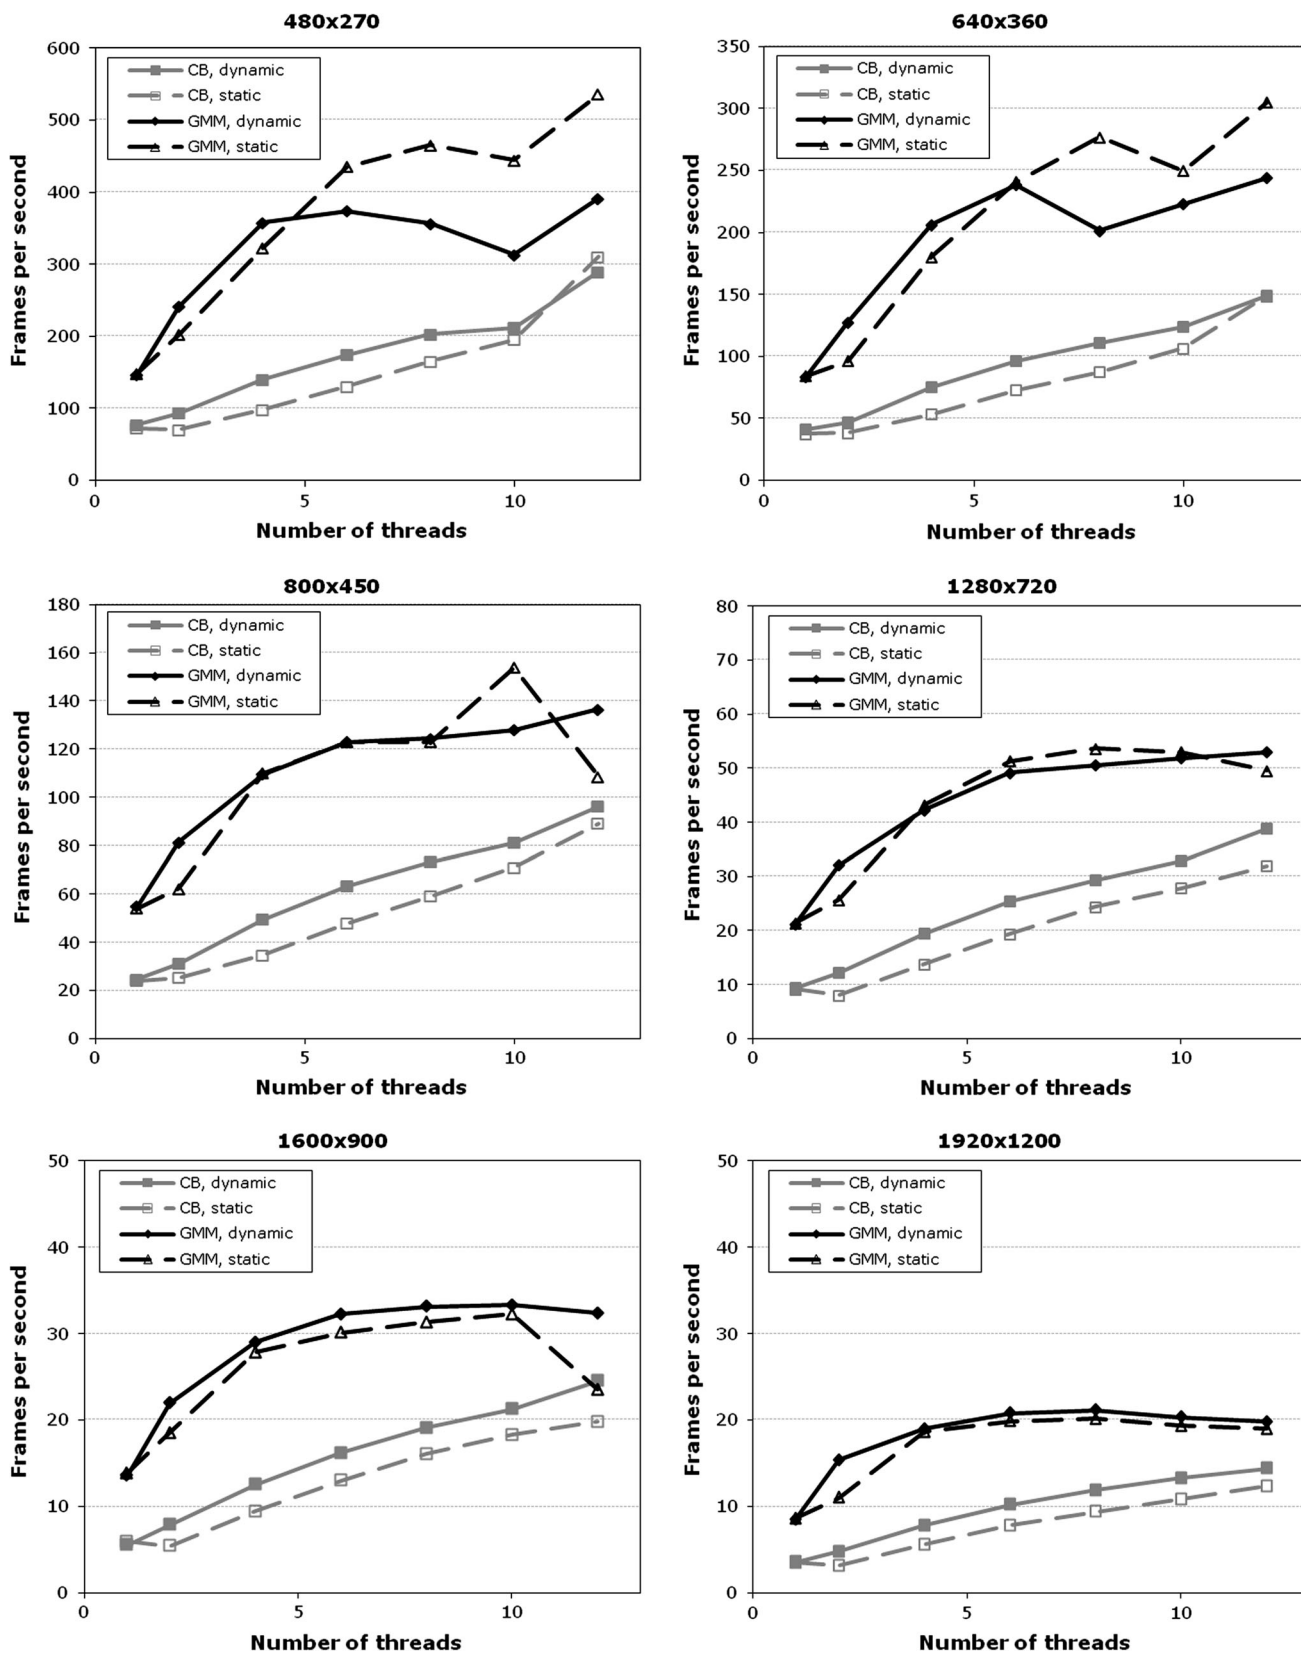 480x270
600
500
400
300
200
100
0
Frames per second
CB, dynamic
CB, static
GMM, dynamic
GMM, static
0 5 10
Number of threads
640x360
350
300
250
200
150
100
50
0
Frames per second
CB, dynamic
CB, static
GMM, dynamic
GMM, static
0 5 10
Number of threads
800x450
180
160
140
120
100
80
60
40
20
0
Frames per second
CB, dynamic
CB, static
GMM, dynamic
GMM, static
0 5 10
Number of threads
1280x720
80
70
60
50
40
30
20
10
0
Frames per second
CB, dynamic
CB, static
GMM, dynamic
GMM, static
0 5 10
Number of threads
1600x900
50
40
30
20
10
0
Frames per second
CB, dynamic
CB, static
GMM, dynamic
GMM, static
0 5 10
Number of threads
1920x1200
50
40
30
20
10
0
Frames per second
CB, dynamic
CB, static
GMM, dynamic
GMM, static
0 5 10
Number of threads